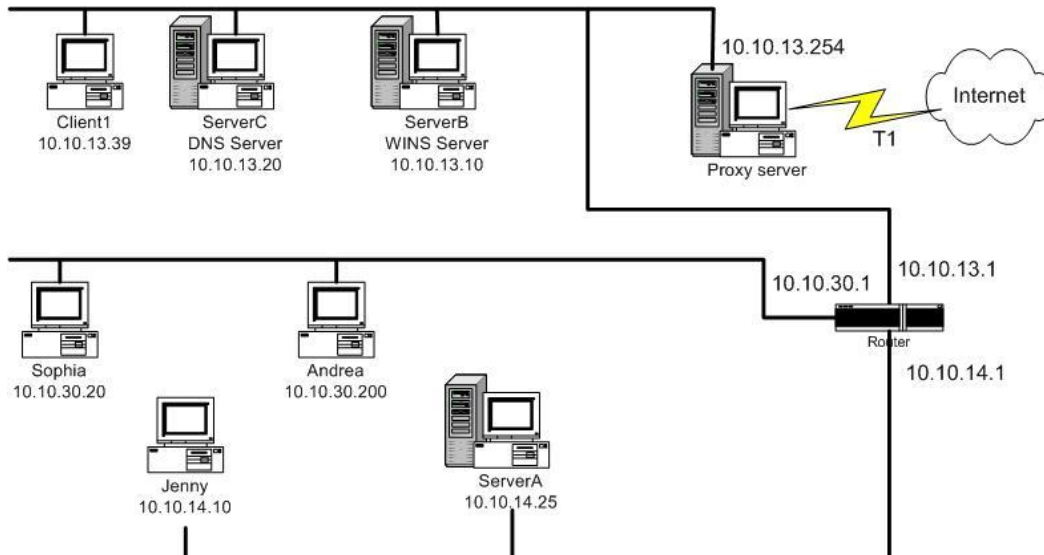 10.10.13.254
Internet
T1
Proxy server
Client1
10.10.13.39
ServerC
DNS Server
10.10.13.20
ServerB
WINS Server
10.10.13.10
10.10.30.1
10.10.13.1
Router
10.10.14.1
Sophia
10.10.30.20
Andrea
10.10.30.200
Jenny
10.10.14.10
ServerA
10.10.14.25